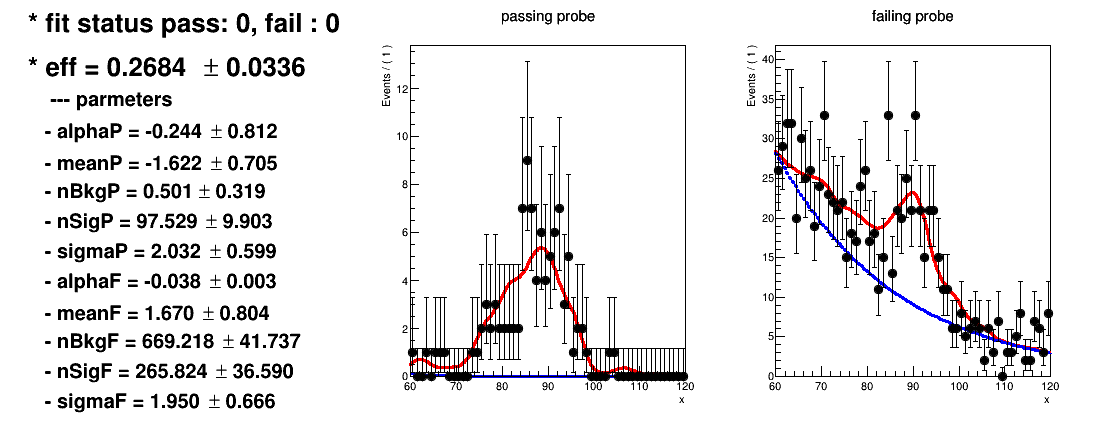 * fit status pass: 0, fail : 0
* eff = 0.2684 ± 0.0336
--- parmeters
- alphaP = -0.244 ± 0.812
- meanP = -1.622 ± 0.705
- nBkgP = 0.501 ± 0.319
- nSigP = 97.529 ± 9.903
- sigmaP = 2.032 ± 0.599
- alphaF = -0.038 ± 0.003
- meanF = 1.670 ± 0.804
- nBkgF = 669.218 ± 41.737
- nSigF = 265.824 ± 36.590
- sigmaF = 1.950 ± 0.666
passing probe
Events / ( 1 )
12
10
8
6
4
2
0
60 70 80 90 100 110 120
x
failing probe
Events / ( 1 )
40
35
30
25
20
15
10
5
0
60 70 80 90 100 110 120
x